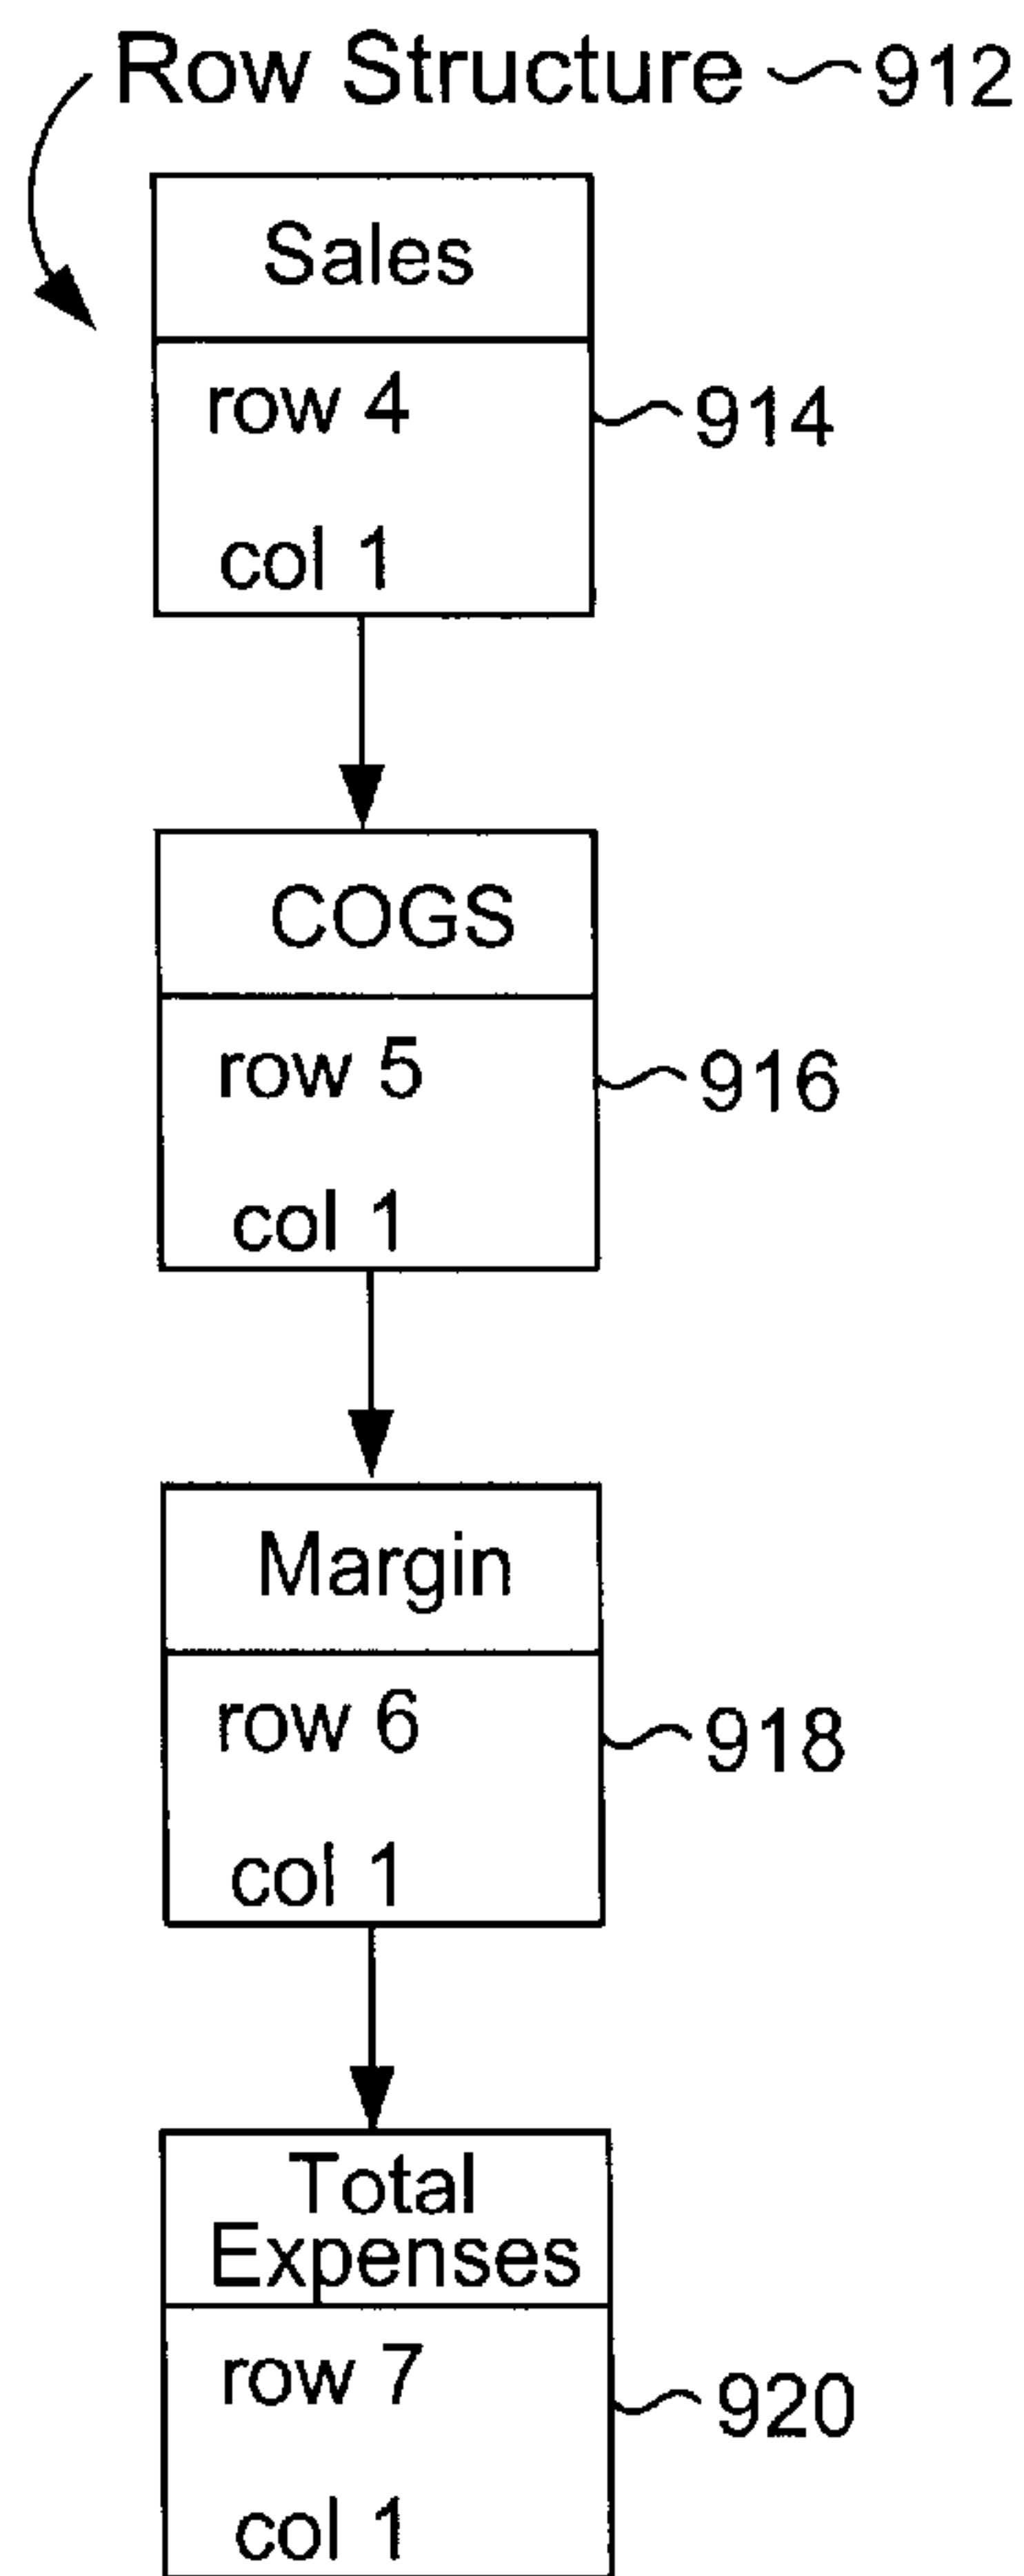 Row Structure 912
Sales
row 4
914
col 1
COGS
row 5
916
col 1
Margin
row 6
918
col 1
Total
Expenses
row 7
920
col 1